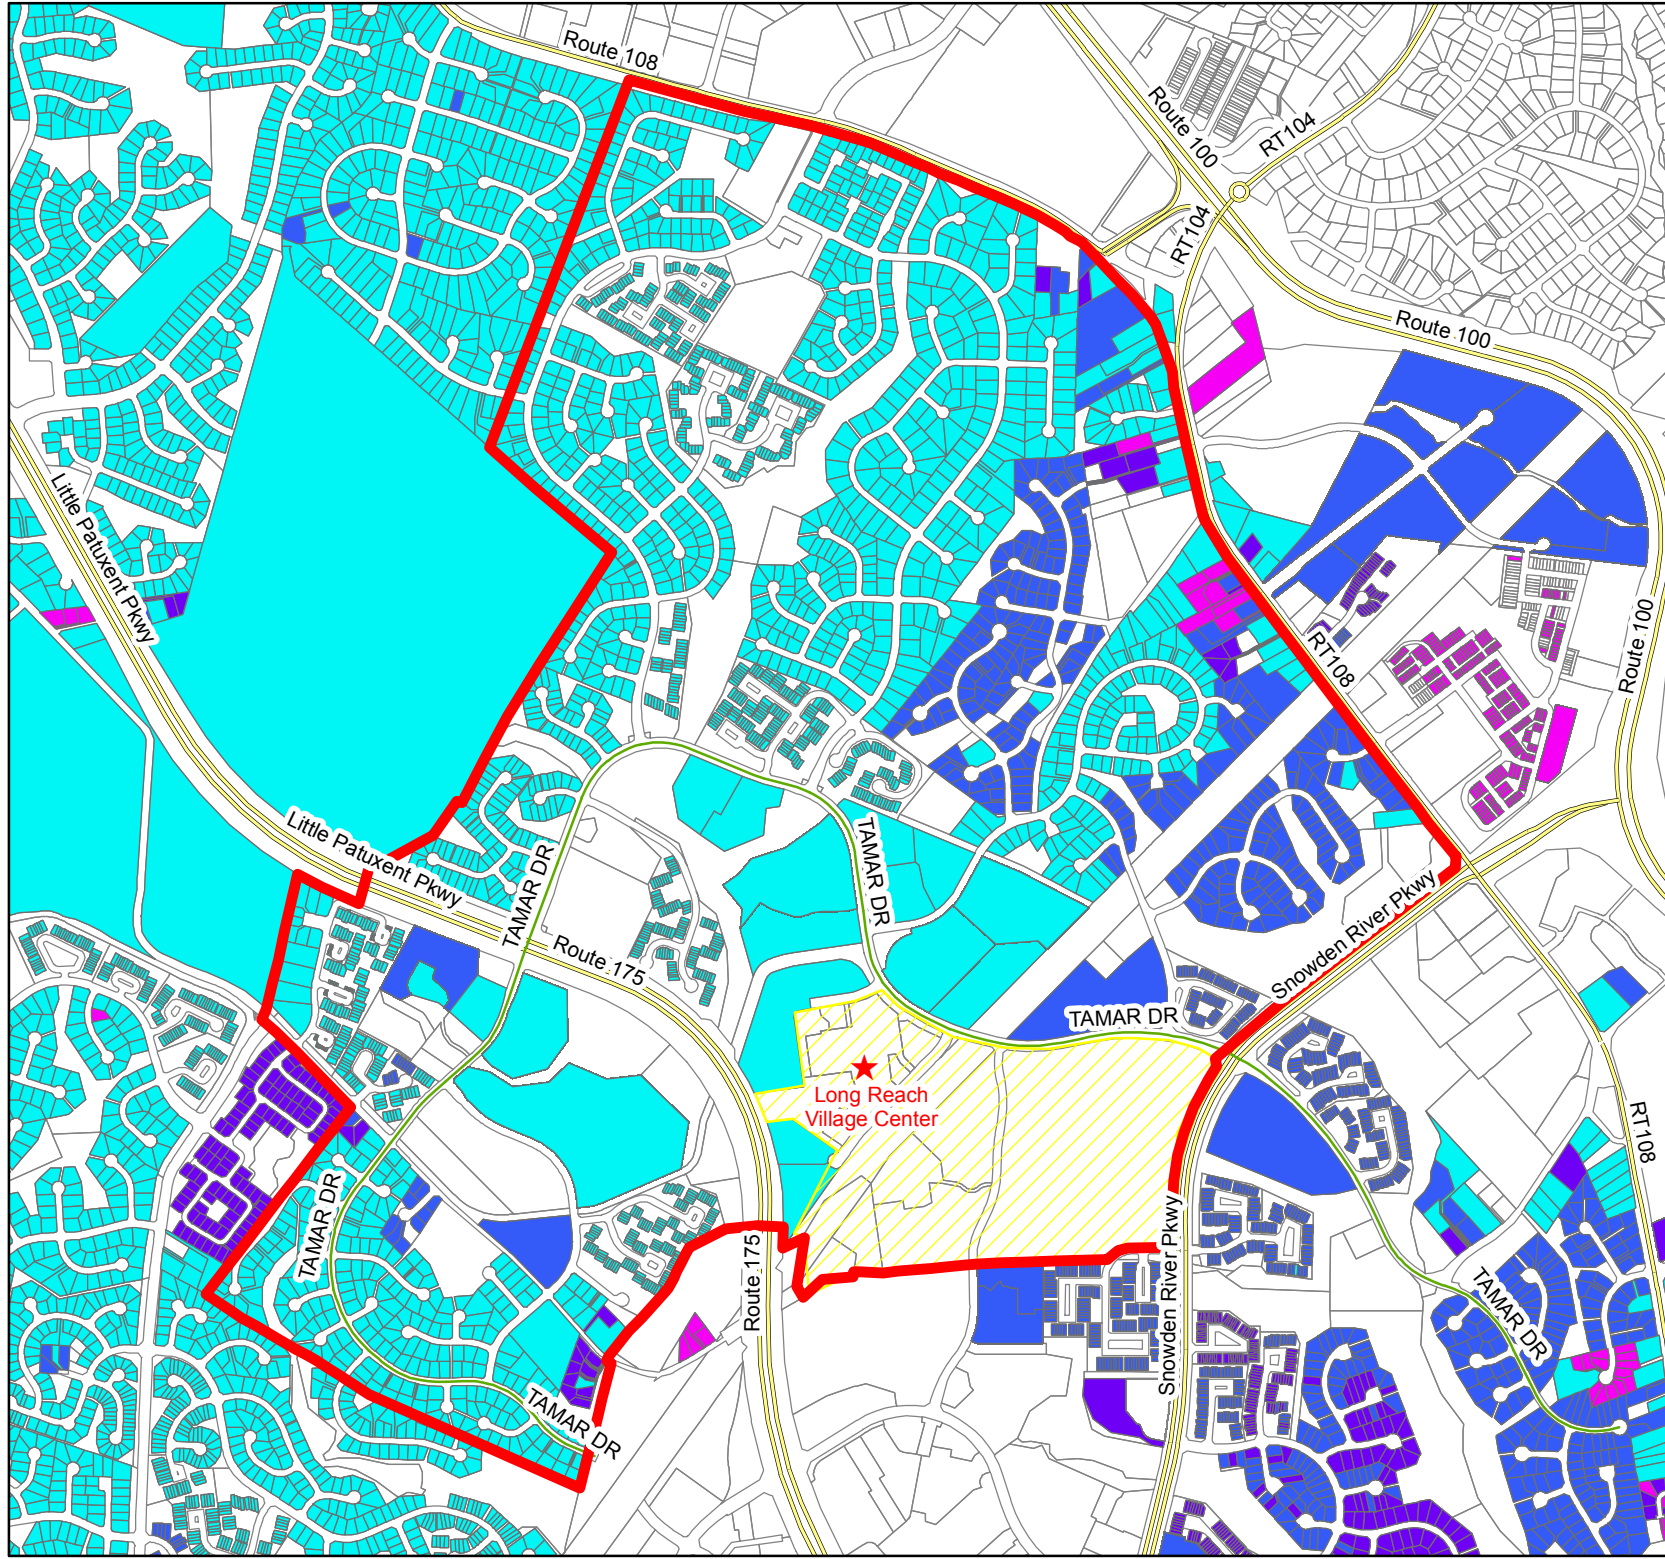 Route 108
Route 100
RT104
RT104
Route 100
Little Patuxent Pkwy
Route 100
RT108
Little Patuxent Pkwy
TAMAR DR
TAMAR DR
Snowden River Pkwy
Route 175
TAMAR DR
Long Reach
Village Center
RT108
TAMAR DR
Route 175
Snowden River Pkwy
TAMAR DR
TAMAR DR